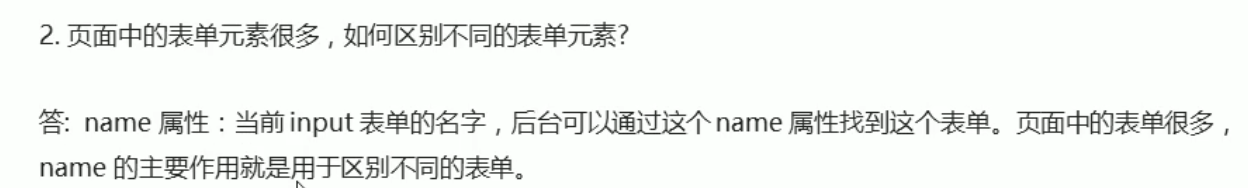 2. 页面中的表单元素很多，如何区别不同的表单元素?
答: name 属性：当前 input 表单的名字，后台可以通过这个 name 属性找到这个表单。页面中的表单很多，
name 的主要作用就是用于区别不同的表单。